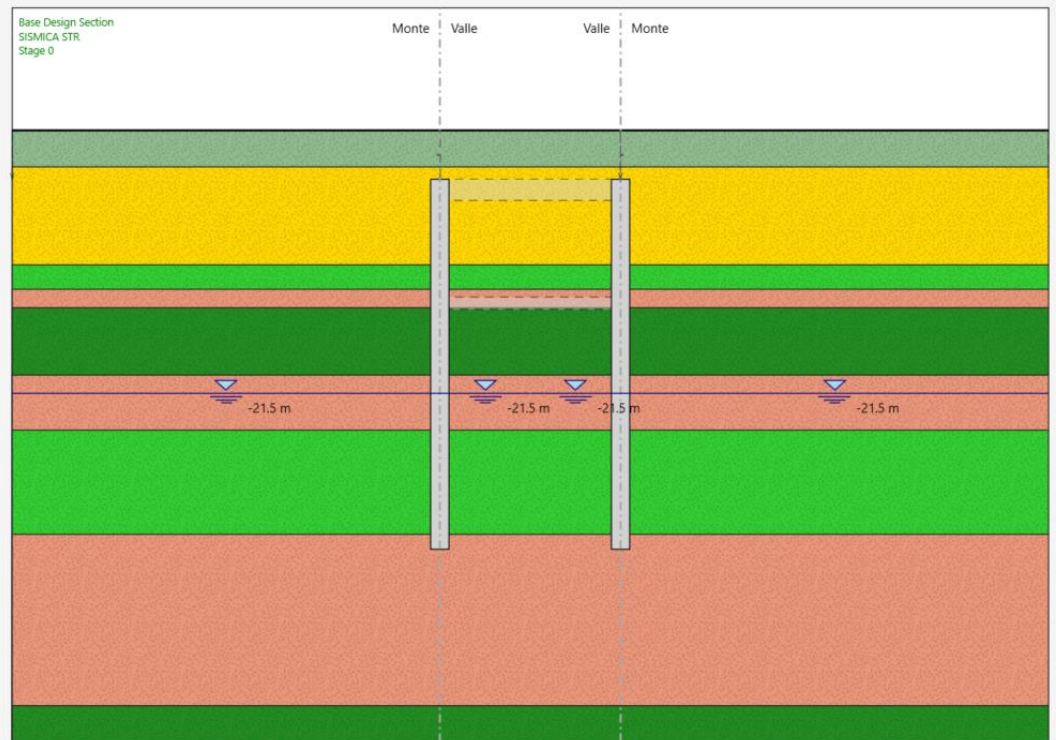 Base Design Section
SISMICA STR
Stage 0
Monte Valle Valle Monte
-21.5 m -21.5 m -21.5 m -21.5 m